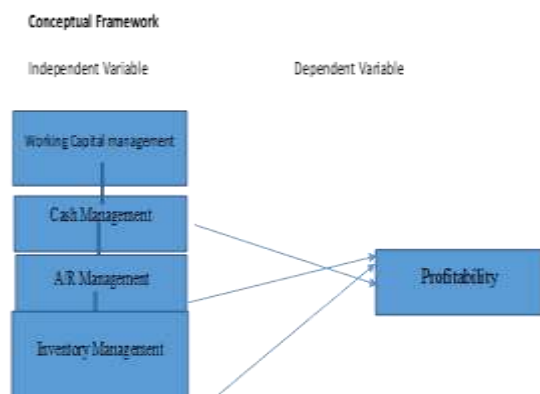 Conceptual Framework
Independent Variable Dependent Variable
Working Capital management
Cash Management
A/R Management
Profitability
Inventory Management